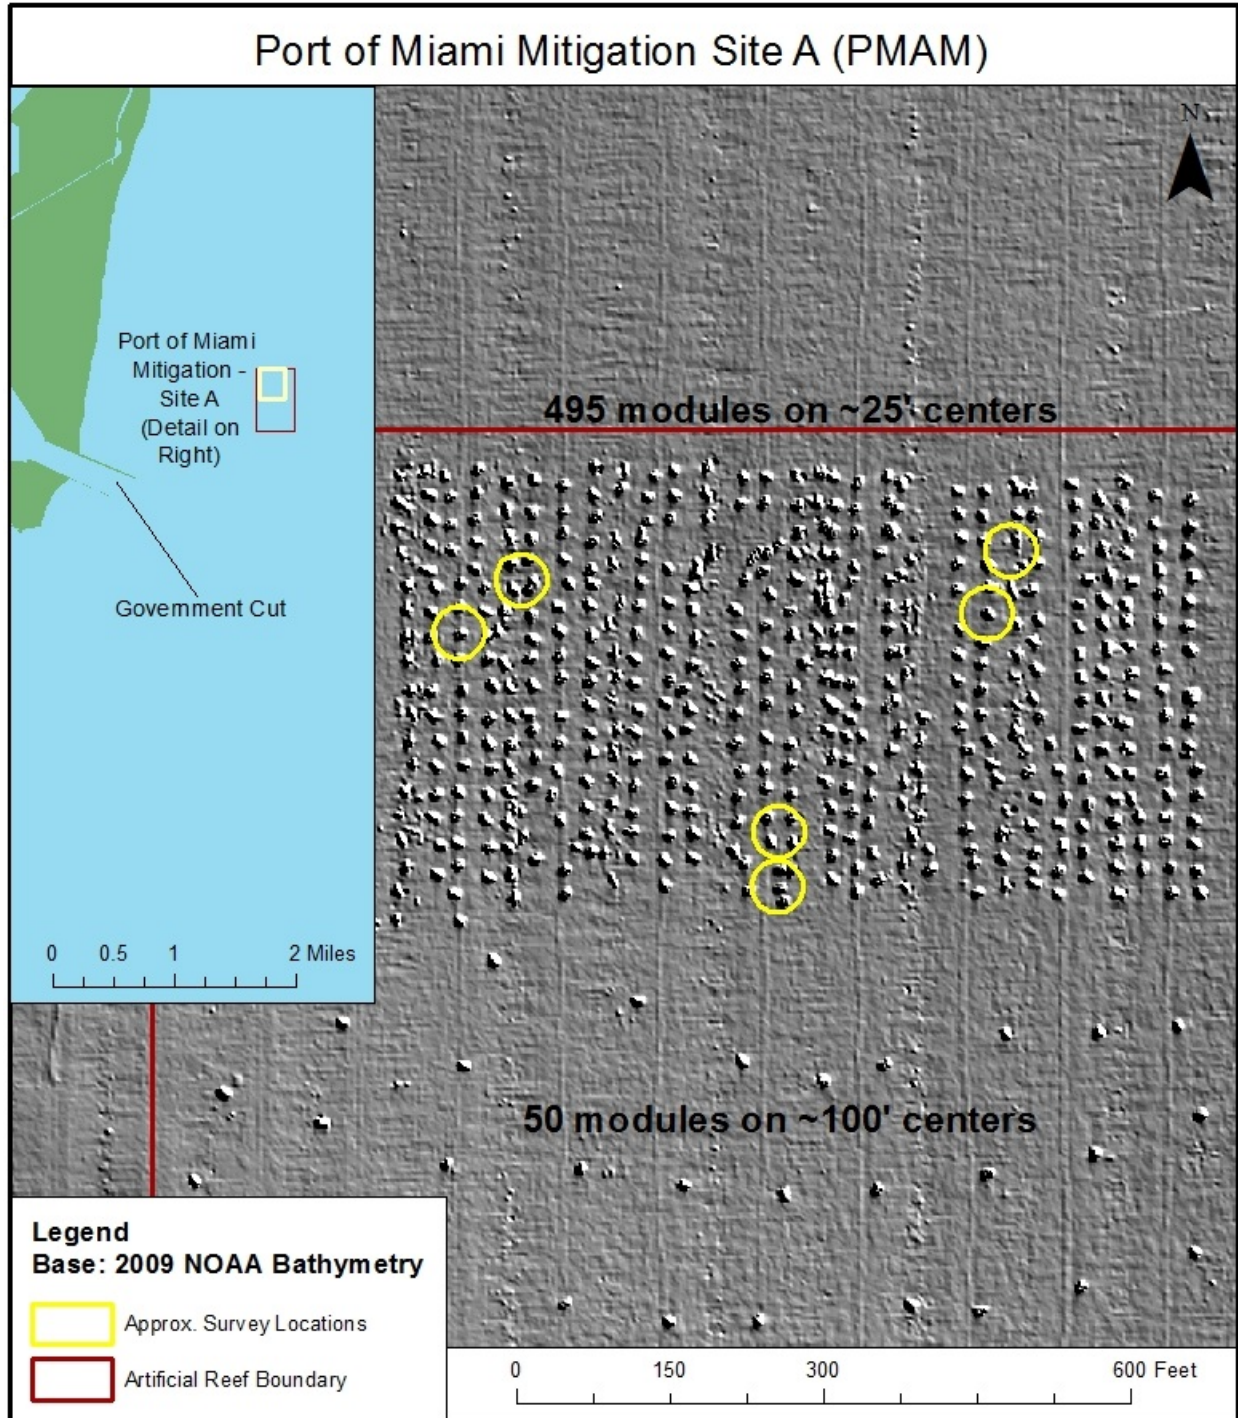 Port of Miami Mitigation Site A (PMAM)
N
Port of Miami
Mitigation -
Site A
(Detail on
Right)
495 modules on ~25' centers
Government Cut
0 0.5 1 2 Miles
50 modules on ~100' centers
Legend
Base: 2009 NOAA Bathymetry
Approx. Survey Locations
Artificial Reef Boundary
0 150 300 600 Feet